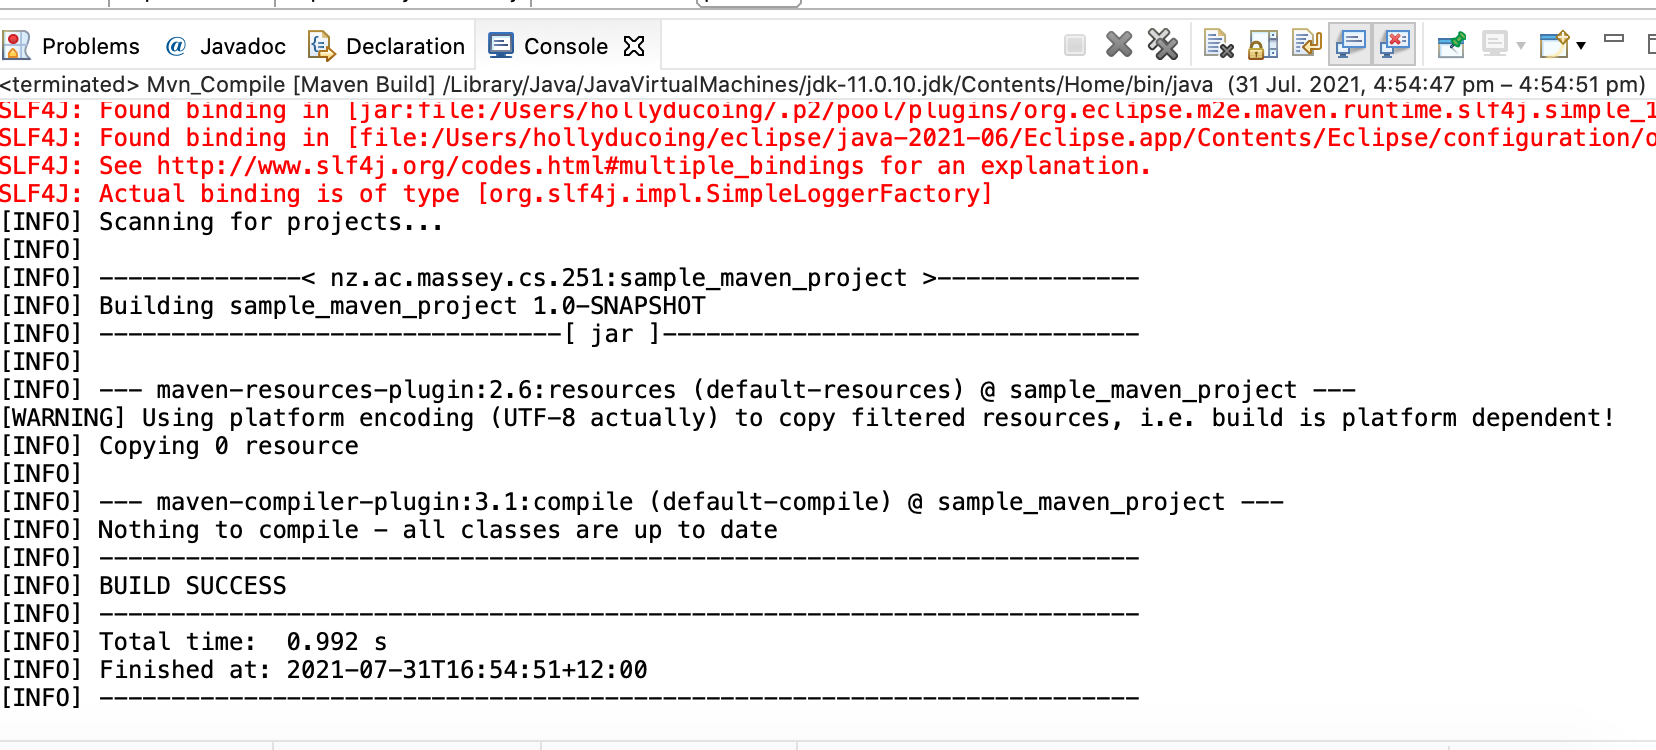 Problems @ Javadoc Declaration Console
<terminated> Mvn_Compile [Maven Build] /Library/Java/JavaVirtualMachines/jdk-11.0.10.jdk/Contents/Home/bin/java (31 Jul. 2021, 4:54:47 pm – 4:54:51 pm)
SLF4J: Found binding in [jar:file:/Users/hollyducoing/.p2/pool/plugins/org.eclipse.m2e.maven.runtime.slf4j.simple_1
SLF4J: Found binding in [file:/Users/hollyducoing/eclipse/java-2021-06/Eclipse.app/Contents/Eclipse/configuration/o
SLF4J: See http://www.slf4j.org/codes.html#multiple_bindings for an explanation.
SLF4J: Actual binding is of type [org.slf4j.impl.SimpleLoggerFactory]
[INFO] Scanning for projects...
[INFO]
[INFO] --------------< nz.ac.massey.cs.251:sample_maven_project >--------------
[INFO] Building sample_maven_project 1.0-SNAPSHOT
[INFO] --------------------------------[ jar ]---------------------------------
[INFO]
[INFO] --- maven-resources-plugin:2.6:resources (default-resources) @ sample_maven_project ---
[WARNING] Using platform encoding (UTF-8 actually) to copy filtered resources, i.e. build is platform dependent!
[INFO] Copying 0 resource
[INFO]
[INFO] --- maven-compiler-plugin:3.1:compile (default-compile) @ sample_maven_project ---
[INFO] Nothing to compile - all classes are up to date
[INFO] ------------------------------------------------------------------------
[INFO] BUILD SUCCESS
[INFO] ------------------------------------------------------------------------
[INFO] Total time:  0.992 s
[INFO] Finished at: 2021-07-31T16:54:51+12:00
[INFO] ------------------------------------------------------------------------